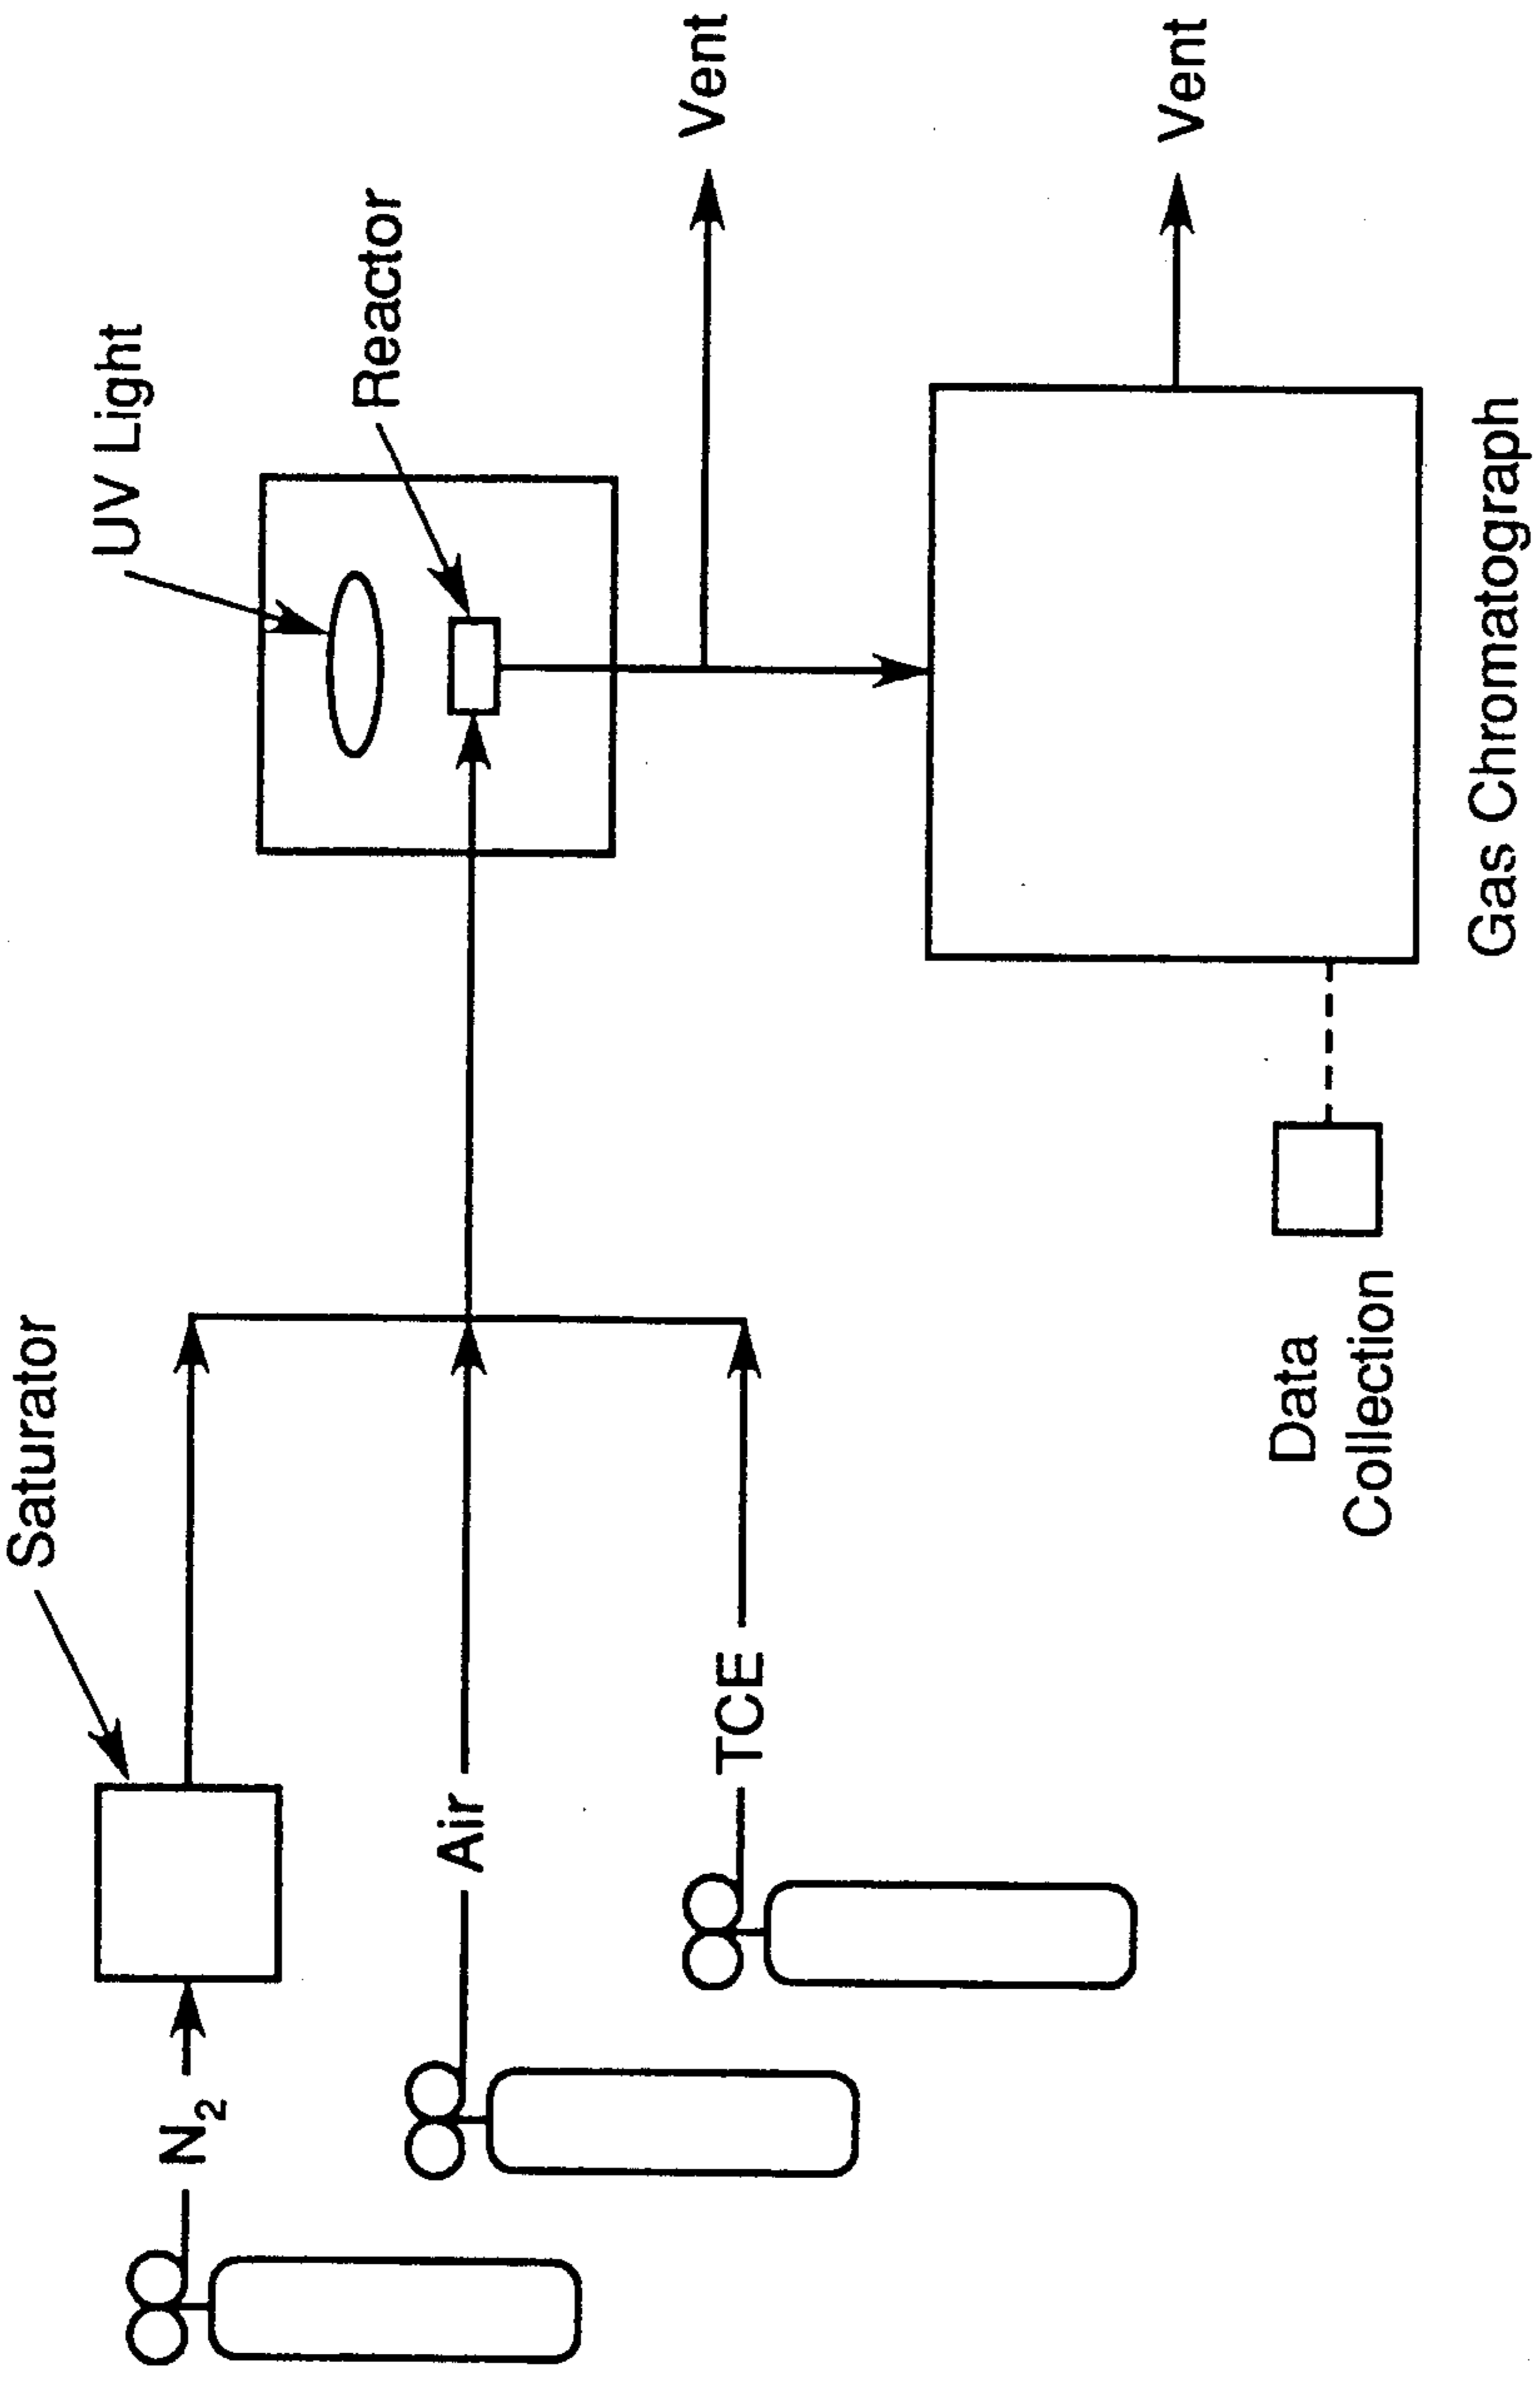 Saturator
N₂
Air
TCE
UV Light
Reactor
Vent
Vent
Data
Collection
Gas Chromatograph